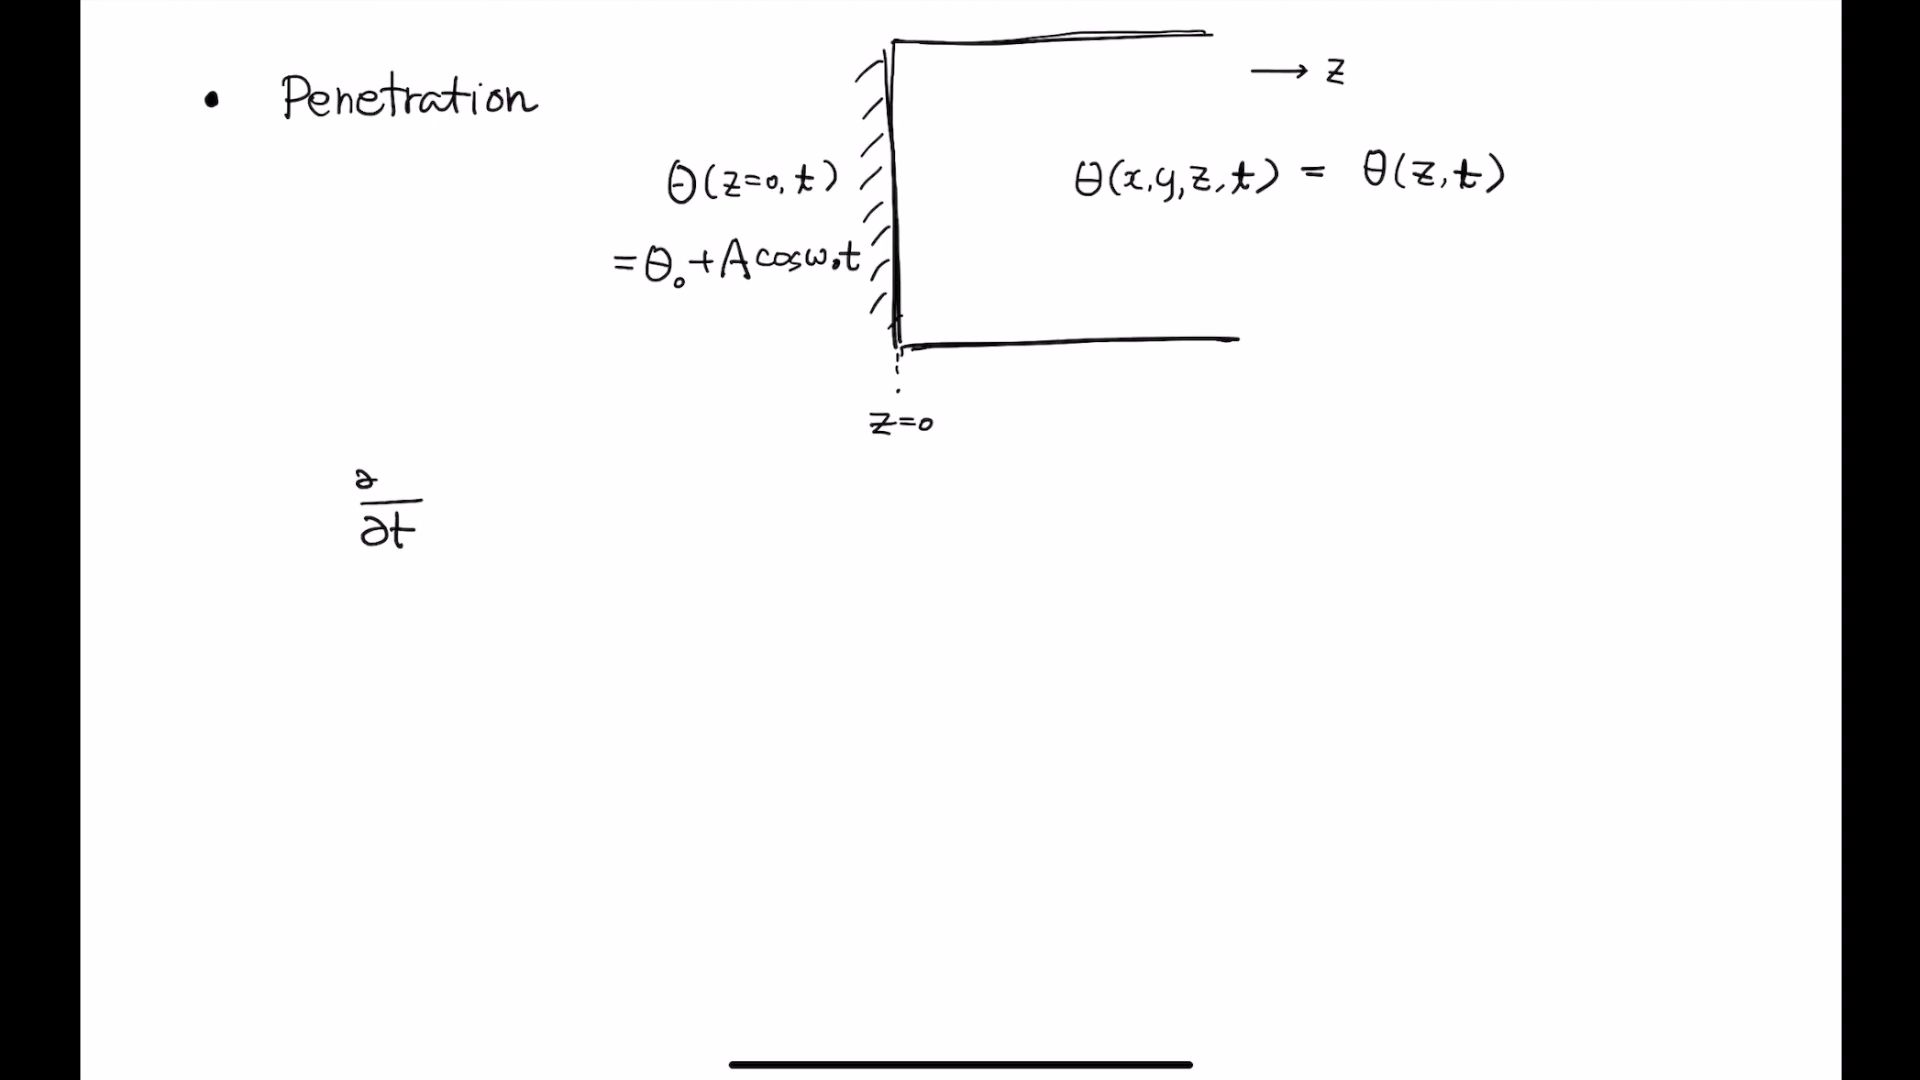 • Penetration
→ z
θ(z=0, t)
= θ₀ + A cos ω₀t
θ(x, y, z, t) = θ(z, t)
z=0
∂
∂t